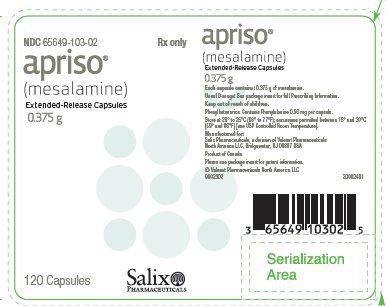 NDC 65649-103-02 Rx only
apriso®
(mesalamine)
Extended-Release Capsules
0.375 g
120 Capsules
Salix
PHARMACEUTICALS
apriso®
(mesalamine)
Extended-Release Capsules
0.375 g
Each capsule contains: 0.375 g of mesalamine.
Usual Dosage: See package insert for full Prescribing Information.
Keep out of reach of children.
Phenylketonurics: Contains Phenylalanine 0.56 mg per capsule.
Store at 20° to 25°C (68° to 77°F); excursions permitted between 15° and 30°C
(59° and 86°F) [see USP Controlled Room Temperature].
Manufactured for:
Salix Pharmaceuticals, a division of Valeant Pharmaceuticals
North America LLC, Bridgewater, NJ 08807 USA
Product of Canada
Please see package insert for patent information.
© Valeant Pharmaceuticals North America LLC
3 65649 10302 5
Serialization
Area